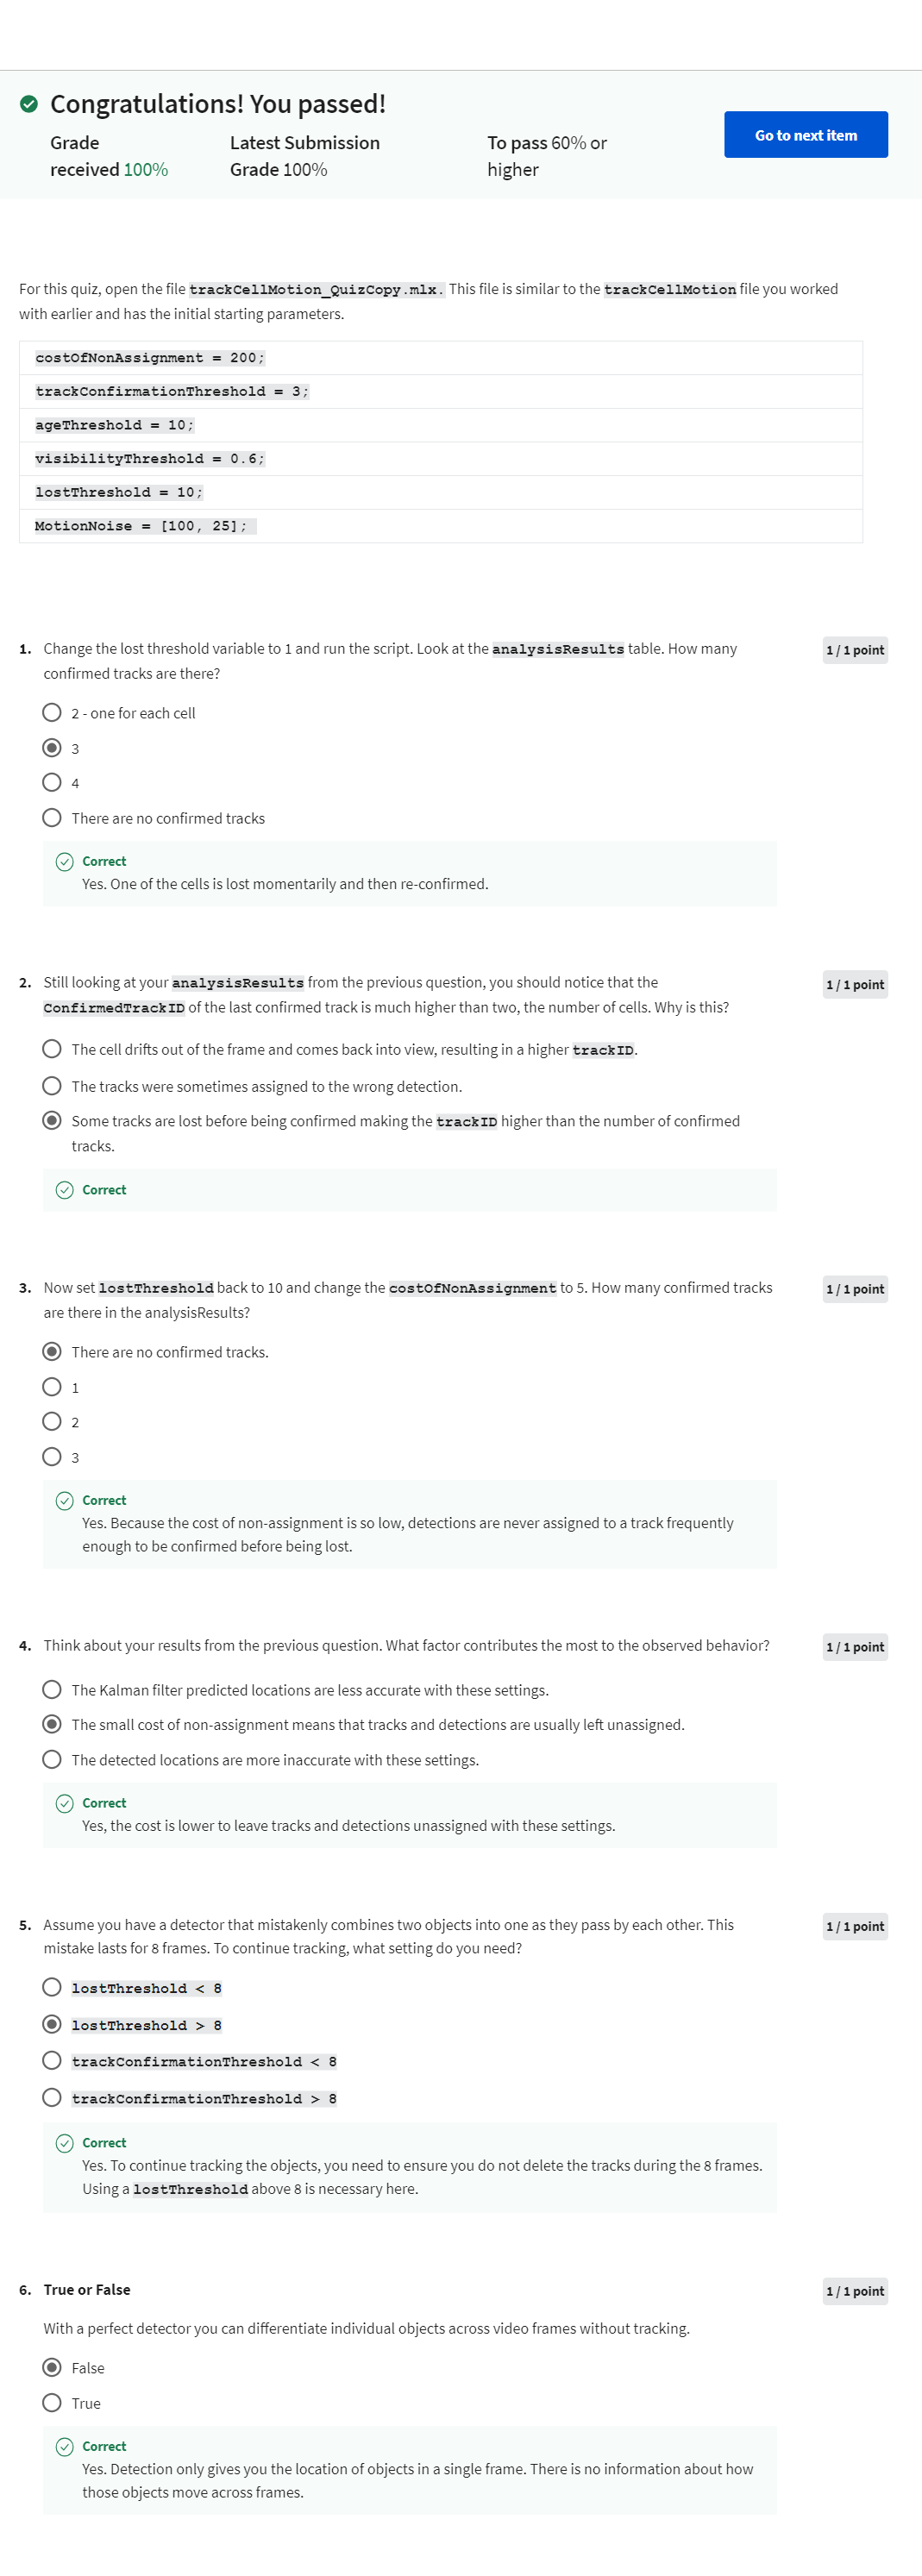 Congratulations! You passed!
Grade
received 100%
Latest Submission
Grade 100%
To pass 60% or
higher
Go to next item
For this quiz, open the file trackCellMotion_QuizCopy.mlx. This file is similar to the trackCellMotion file you worked
with earlier and has the initial starting parameters.
costOfNonAssignment = 200;
trackConfirmationThreshold = 3;
ageThreshold = 10;
visibilityThreshold = 0.6;
lostThreshold = 10;
MotionNoise = [100, 25];
1. Change the lost threshold variable to 1 and run the script. Look at the analysisResults table. How many
confirmed tracks are there?
1 / 1 point
2 - one for each cell
3
4
There are no confirmed tracks
Correct
Yes. One of the cells is lost momentarily and then re-confirmed.
2. Still looking at your analysisResults from the previous question, you should notice that the
ConfirmedTrackID of the last confirmed track is much higher than two, the number of cells. Why is this?
1 / 1 point
The cell drifts out of the frame and comes back into view, resulting in a higher trackID.
The tracks were sometimes assigned to the wrong detection.
Some tracks are lost before being confirmed making the trackID higher than the number of confirmed
tracks.
Correct
3. Now set lostThreshold back to 10 and change the costOfNonAssignment to 5. How many confirmed tracks
are there in the analysisResults?
1 / 1 point
There are no confirmed tracks.
1
2
3
Correct
Yes. Because the cost of non-assignment is so low, detections are never assigned to a track frequently
enough to be confirmed before being lost.
4. Think about your results from the previous question. What factor contributes the most to the observed behavior?
1 / 1 point
The Kalman filter predicted locations are less accurate with these settings.
The small cost of non-assignment means that tracks and detections are usually left unassigned.
The detected locations are more inaccurate with these settings.
Correct
Yes, the cost is lower to leave tracks and detections unassigned with these settings.
5. Assume you have a detector that mistakenly combines two objects into one as they pass by each other. This
mistake lasts for 8 frames. To continue tracking, what setting do you need?
1 / 1 point
lostThreshold < 8
lostThreshold > 8
trackConfirmationThreshold < 8
trackConfirmationThreshold > 8
Correct
Yes. To continue tracking the objects, you need to ensure you do not delete the tracks during the 8 frames.
Using a lostThreshold above 8 is necessary here.
6. True or False
1 / 1 point
With a perfect detector you can differentiate individual objects across video frames without tracking.
False
True
Correct
Yes. Detection only gives you the location of objects in a single frame. There is no information about how
those objects move across frames.